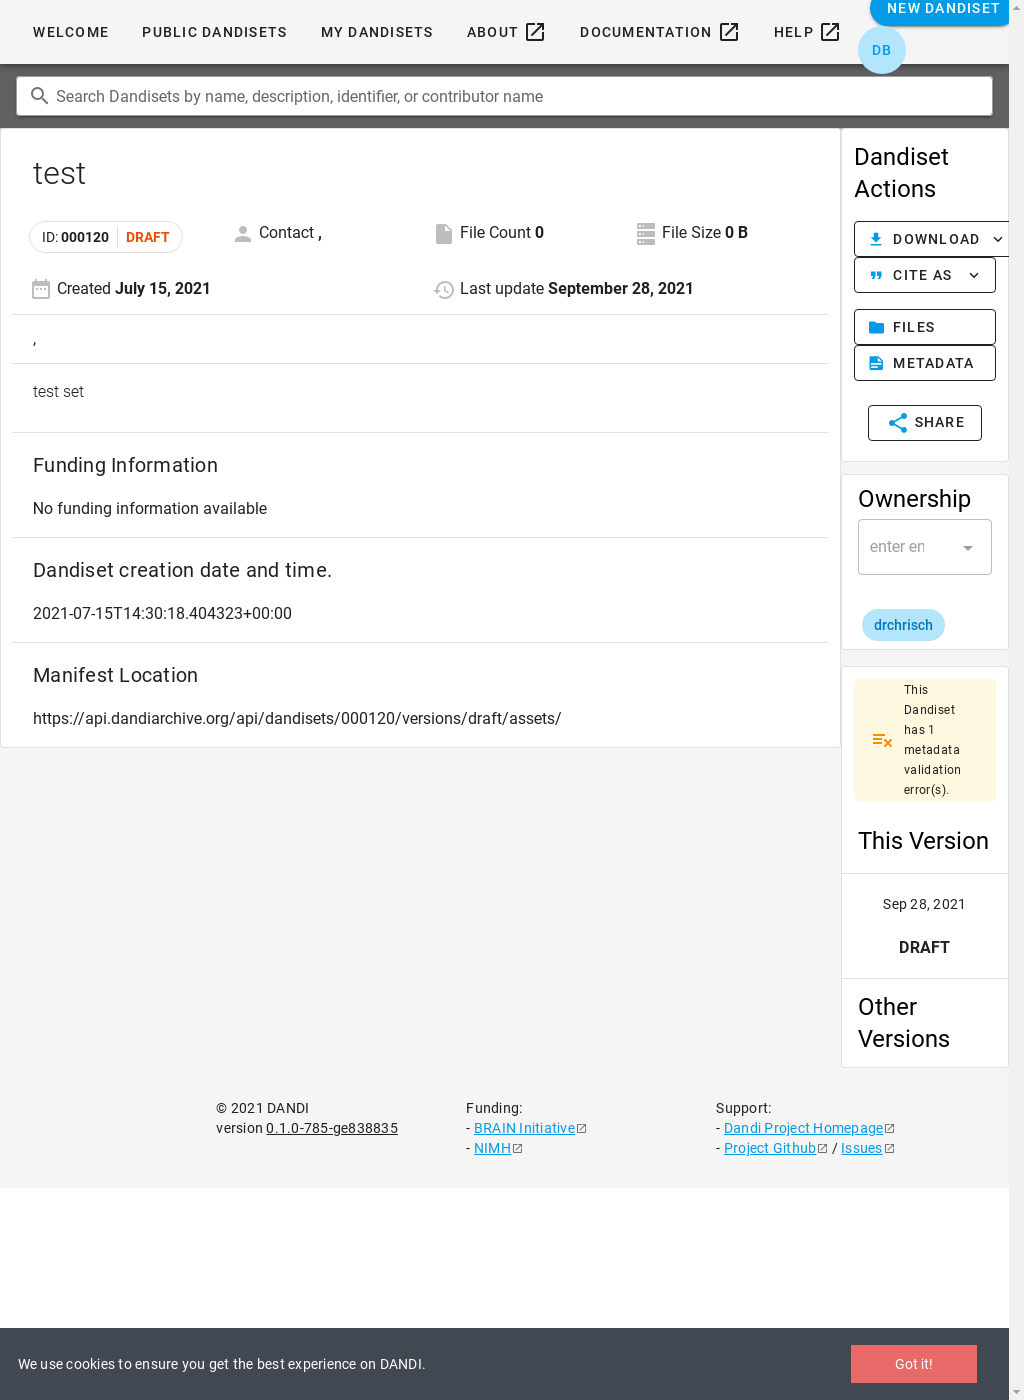 NEW DANDISET
WELCOME PUBLIC DANDISETS MY DANDISETS ABOUT DOCUMENTATION HELP
DB
Search Dandisets by name, description, identifier, or contributor name
test
ID: 000120 DRAFT
Contact ,
File Count 0
File Size 0 B
Created July 15, 2021
Last update September 28, 2021
,
test set
Funding Information
No funding information available
Dandiset creation date and time.
2021-07-15T14:30:18.404323+00:00
Manifest Location
https://api.dandiarchive.org/api/dandisets/000120/versions/draft/assets/
Dandiset
Actions
DOWNLOAD
CITE AS
FILES
METADATA
SHARE
Ownership
enter en
drchrisch
This
Dandiset
has 1
metadata
validation
error(s).
This Version
Sep 28, 2021
DRAFT
Other
Versions
© 2021 DANDI
version 0.1.0-785-ge838835
Funding:
- BRAIN Initiative
- NIMH
Support:
- Dandi Project Homepage
- Project Github / Issues
We use cookies to ensure you get the best experience on DANDI.
Got it!